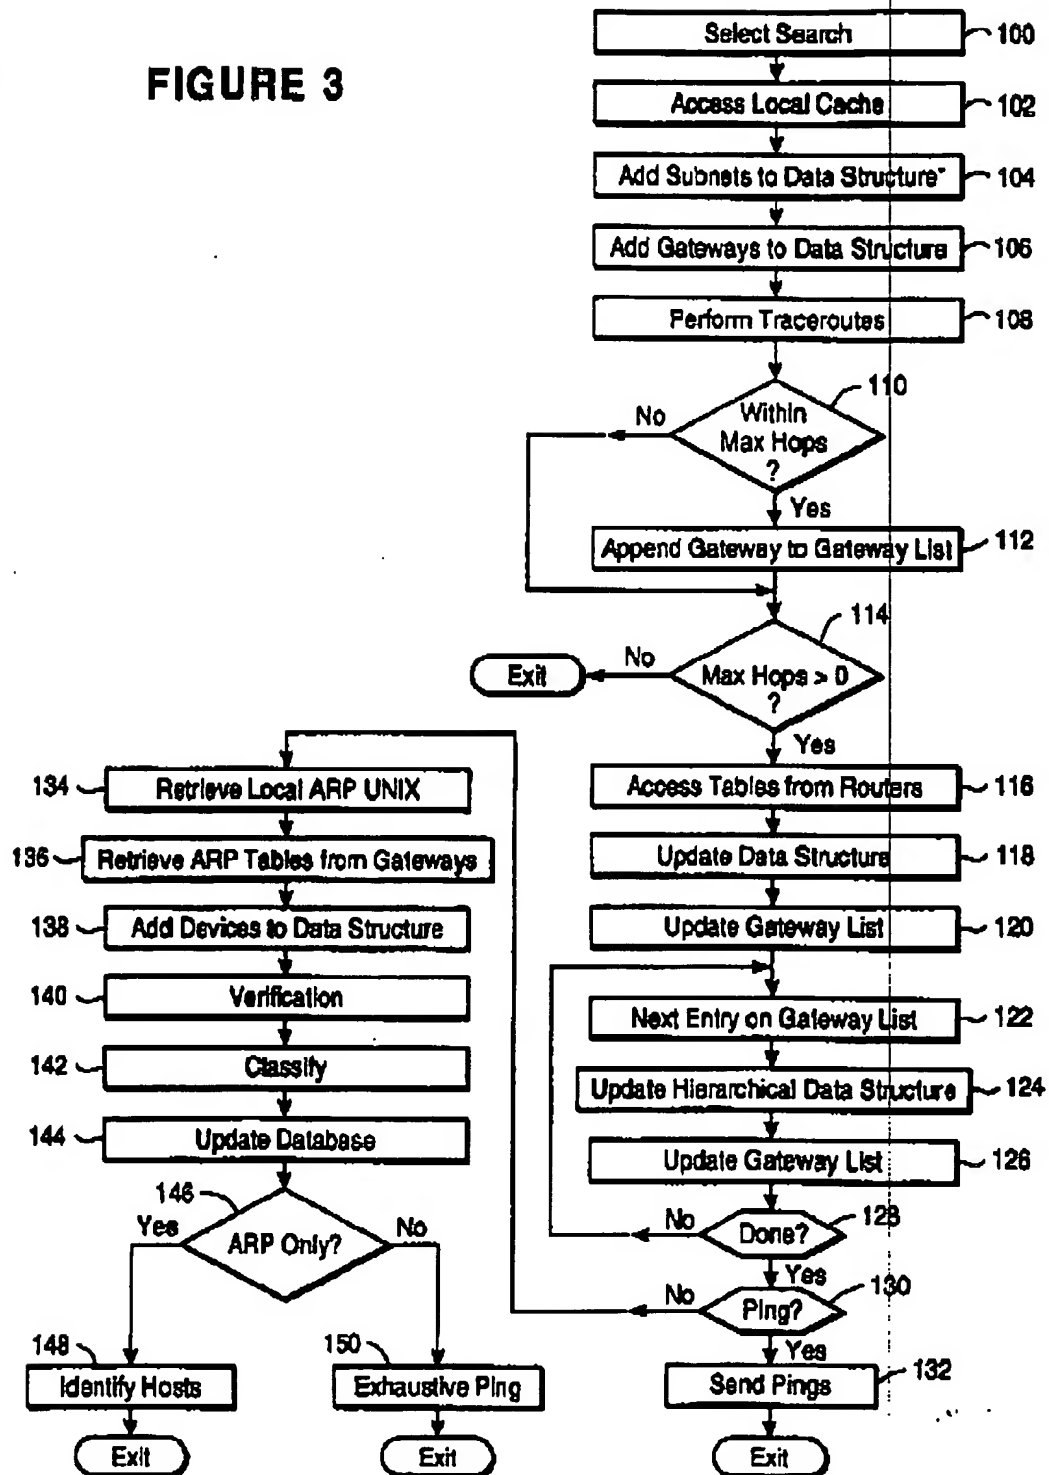 FIGURE 3
Select Search
100
Access Local Cache
102
Add Subnets to Data Structure
104
Add Gateways to Data Structure
106
Perform Traceroutes
108
110
Within
Max Hops
?
No
Yes
Append Gateway to Gateway List
112
114
Max Hops > 0
?
No
Exit
Yes
Access Tables from Routers
116
Update Data Structure
118
Update Gateway List
120
Next Entry on Gateway List
122
Update Hierarchical Data Structure
124
Update Gateway List
126
Done?
128
No
Yes
Ping?
130
No
Yes
Send Pings
132
Exit
134
Retrieve Local ARP UNIX
136
Retrieve ARP Tables from Gateways
138
Add Devices to Data Structure
140
Verification
142
Classify
144
Update Database
146
ARP Only?
Yes
No
148
Identify Hosts
Exit
150
Exhaustive Ping
Exit